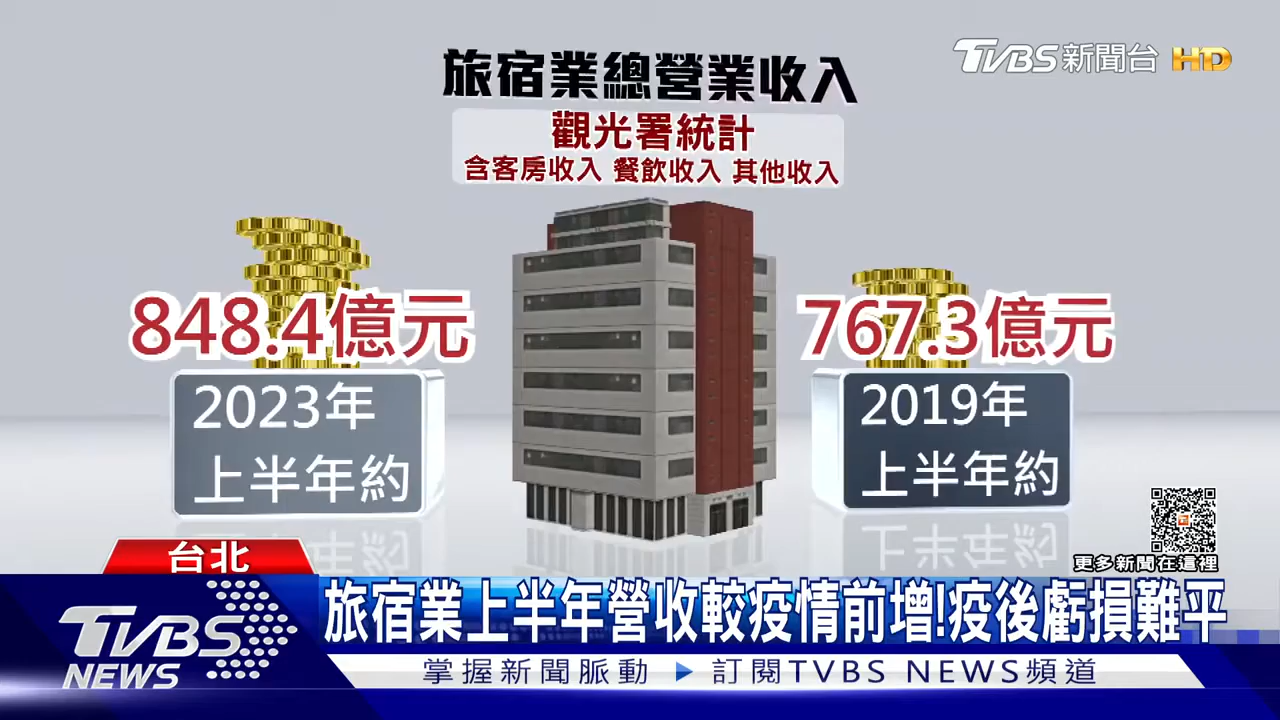 TVBS新聞台 HD
旅宿業總營業收入
觀光署統計
含客房收入 餐飲收入 其他收入
848.4億元
2023年
上半年約
767.3億元
2019年
上半年約
更多新聞在這裡
台北
旅宿業上半年營收較疫情前增!疫後虧損難平
TVBS
NEWS
掌握新聞脈動 ▶ 訂閱TVBS NEWS頻道